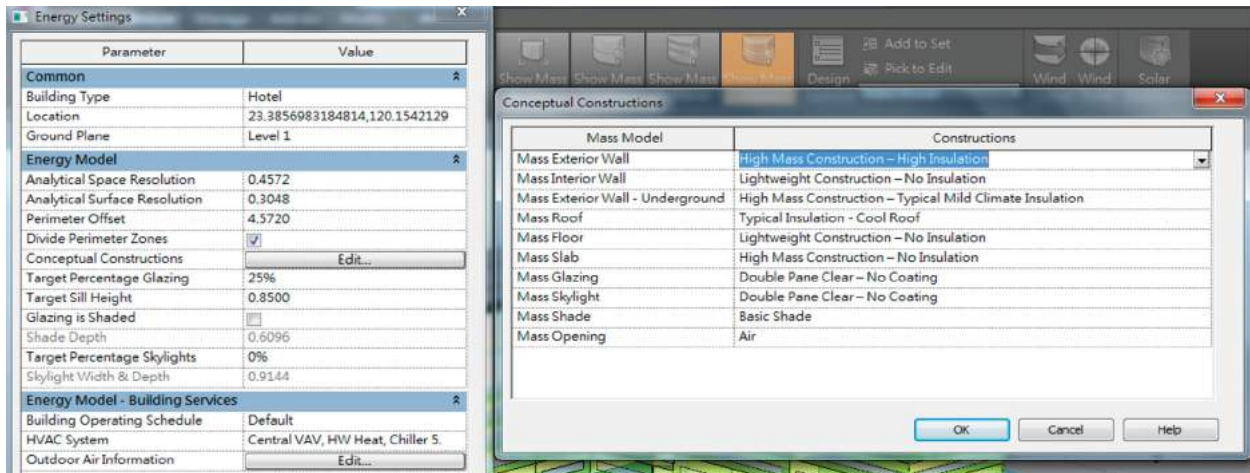 Energy Settings
Parameter Value
Common
Building Type Hotel
Location 23.3856983184814,120.1542129
Ground Plane Level 1
Energy Model
Analytical Space Resolution 0.4572
Analytical Surface Resolution 0.3048
Perimeter Offset 4.5720
Divide Perimeter Zones
Conceptual Constructions Edit...
Target Percentage Glazing 25%
Target Sill Height 0.8500
Glazing is Shaded
Shade Depth 0.6096
Target Percentage Skylights 0%
Skylight Width & Depth 0.9144
Energy Model - Building Services
Building Operating Schedule Default
HVAC System Central VAV, HW Heat, Chiller 5.
Outdoor Air Information Edit...
Add to Set
Pick to Edit
Show Mass Show Mass Show Mass Show Mass Design Wind Wind Solar
Conceptual Constructions
Mass Model Constructions
Mass Exterior Wall High Mass Construction – High Insulation
Mass Interior Wall Lightweight Construction – No Insulation
Mass Exterior Wall - Underground High Mass Construction – Typical Mild Climate Insulation
Mass Roof Typical Insulation - Cool Roof
Mass Floor Lightweight Construction – No Insulation
Mass Slab High Mass Construction – No Insulation
Mass Glazing Double Pane Clear – No Coating
Mass Skylight Double Pane Clear – No Coating
Mass Shade Basic Shade
Mass Opening Air
OK Cancel Help